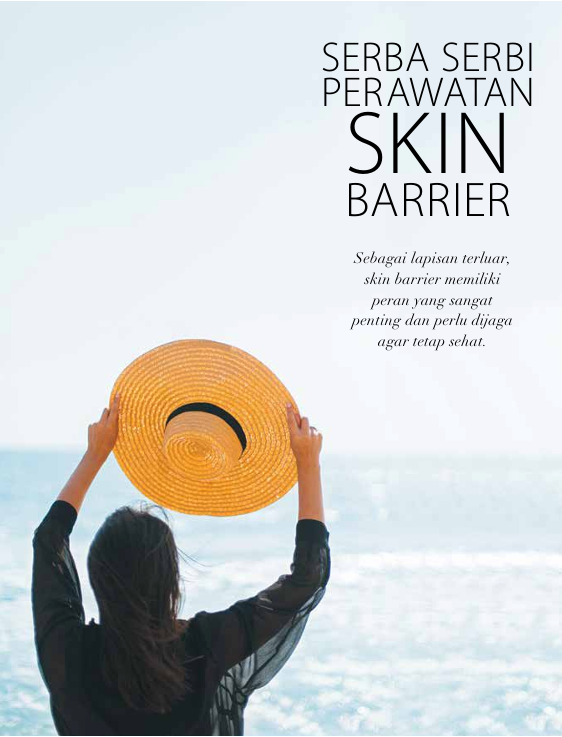 SERBA SERBI
PERAWATAN
SKIN
BARRIER
Sebagai lapisan terluar,
skin barrier memiliki
peran yang sangat
penting dan perlu dijaga
agar tetap sehat.